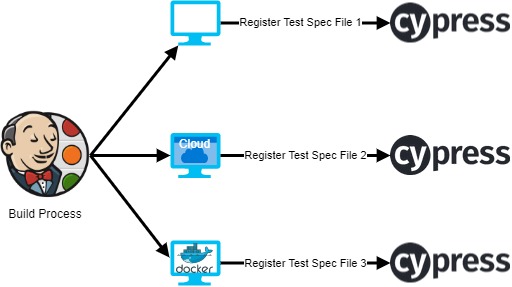 Register Test Spec File 1
cypress
Cloud
Register Test Spec File 2
cypress
Build Process
docker
Register Test Spec File 3
cypress